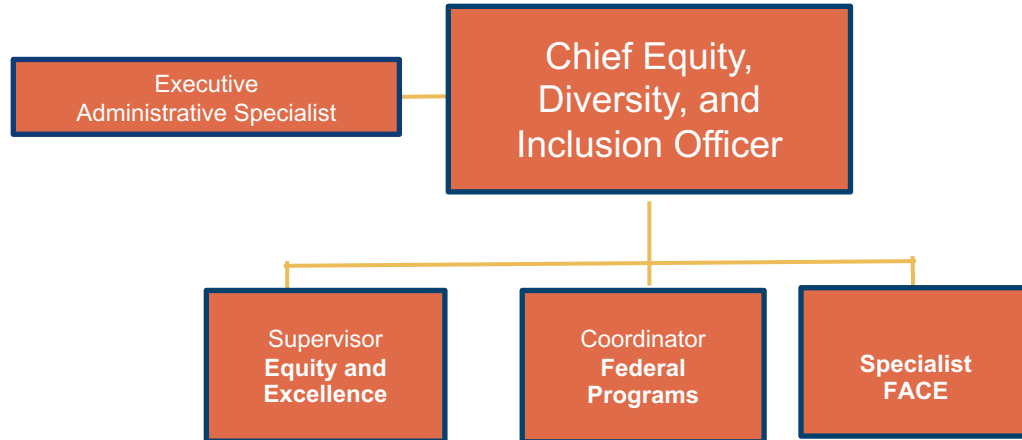 Chief Equity,
Diversity, and
Inclusion Officer
Executive
Administrative Specialist
Supervisor
Equity and
Excellence
Coordinator
Federal
Programs
Specialist
FACE